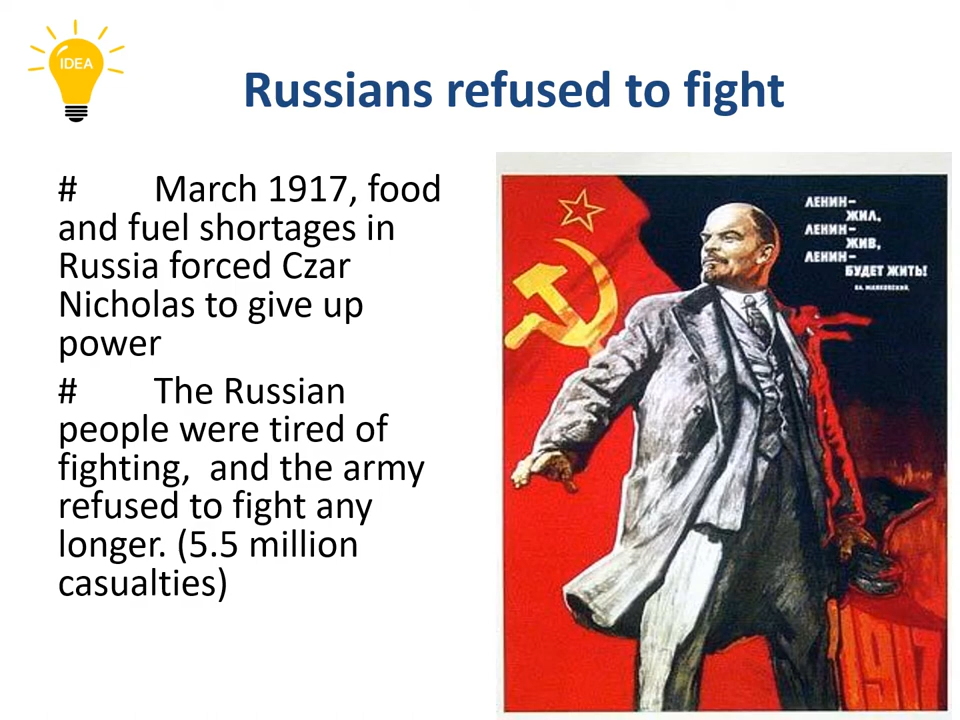 IDEA
Russians refused to fight
# March 1917, food
and fuel shortages in
Russia forced Czar
Nicholas to give up
power
# The Russian
people were tired of
fighting,  and the army
refused to fight any
longer. (5.5 million
casualties)
ЛЕНИН–
ЖИЛ,
ЛЕНИН–
ЖИВ,
ЛЕНИН–
БУДЕТ ЖИТЬ!
ВЛ. МАЯКОВСКИЙ.
1917